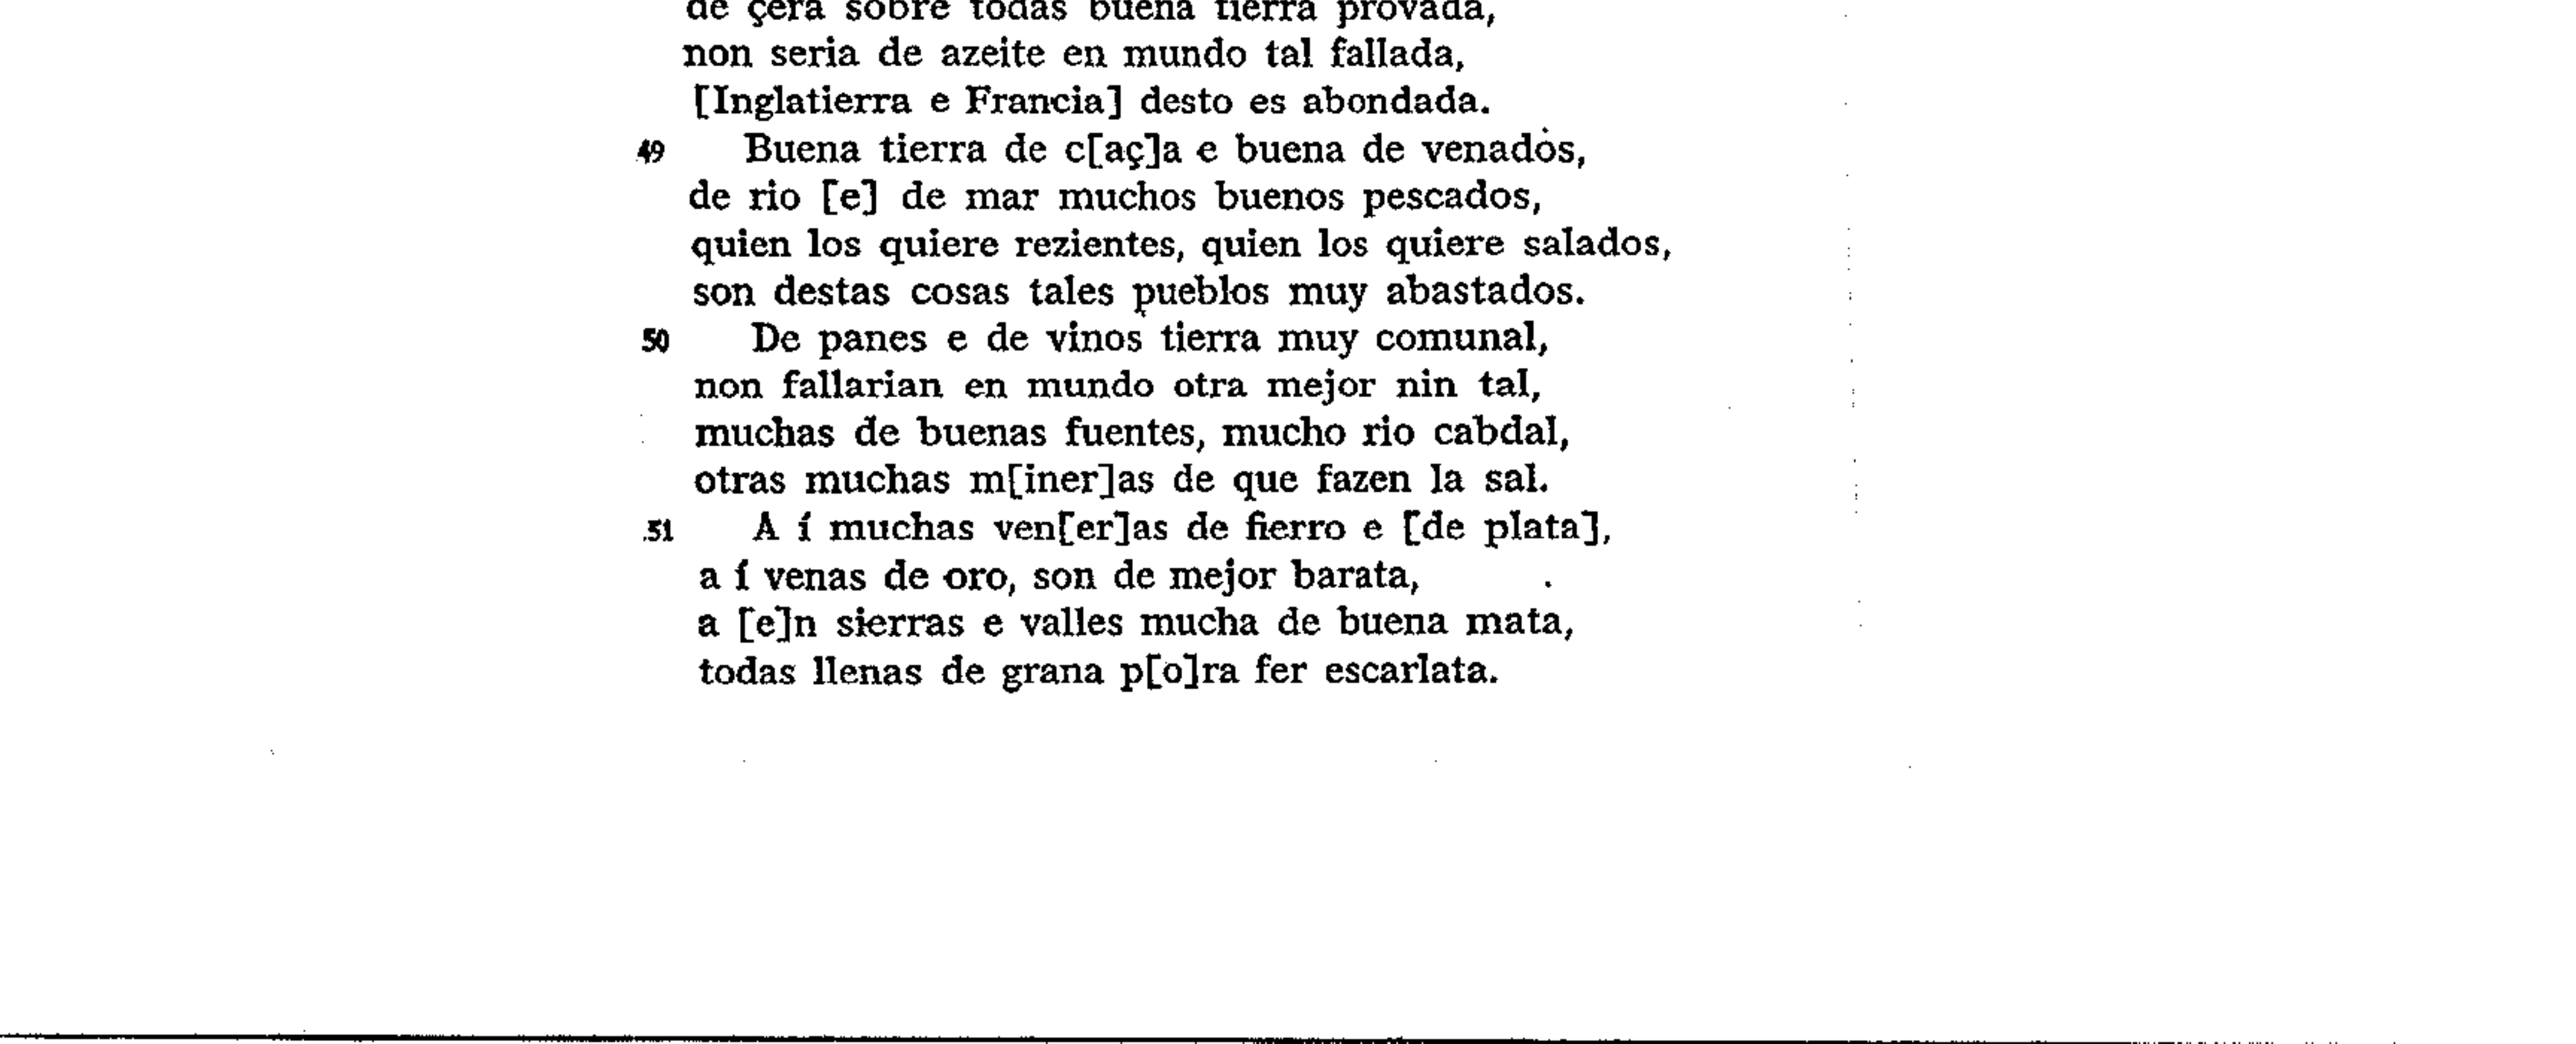 de çera sobre todas buena tierra provada,
non seria de azeite en mundo tal fallada,
[Inglatierra e Francia] desto es abondada.
49 Buena tierra de c[aç]a e buena de venados,
de rio [e] de mar muchos buenos pescados,
quien los quiere rezientes, quien los quiere salados,
son destas cosas tales pueblos muy abastados.
50 De panes e de vinos tierra muy comunal,
non fallarian en mundo otra mejor nin tal,
muchas de buenas fuentes, mucho rio cabdal,
otras muchas m[iner]as de que fazen la sal.
51 A í muchas ven[er]as de fierro e [de plata],
a í venas de oro, son de mejor barata,
a [e]n sierras e valles mucha de buena mata,
todas llenas de grana p[o]ra fer escarlata.